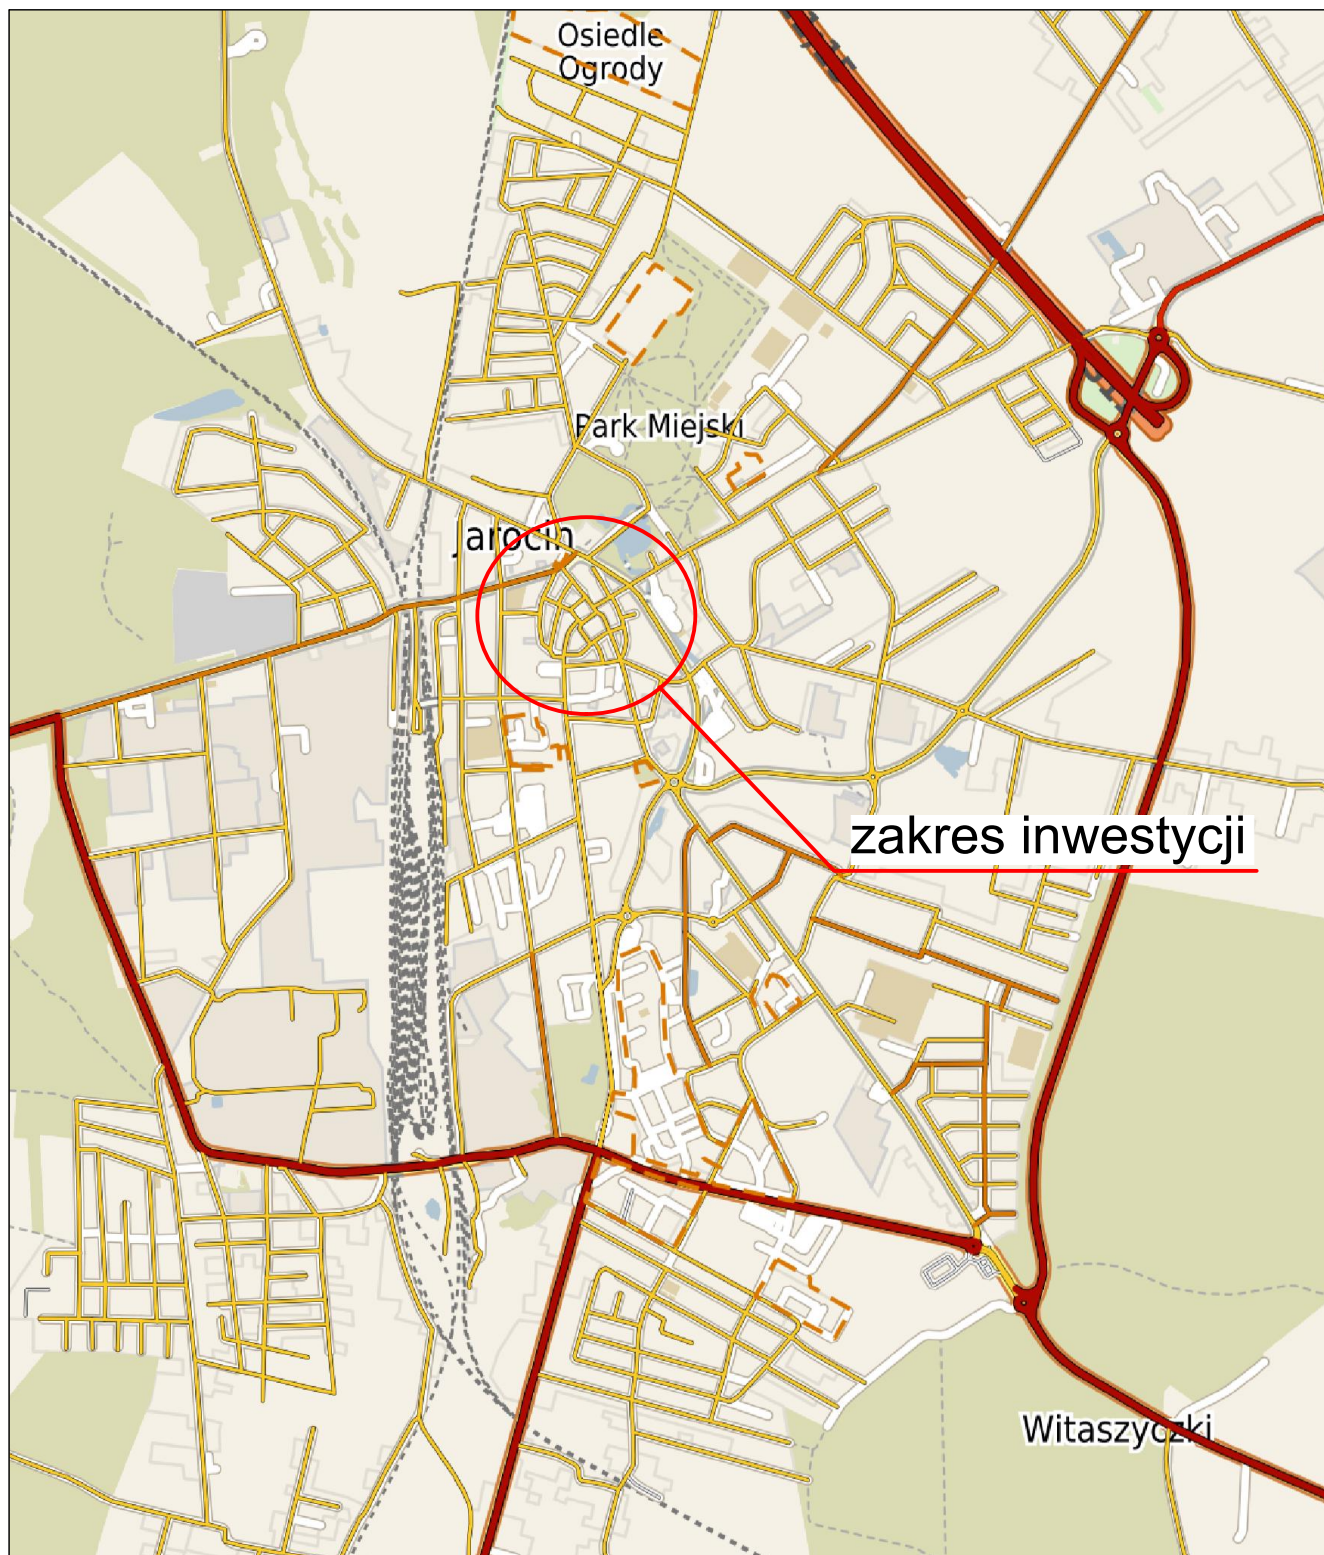 Osiedle
Ogrody
Park Miejski
Jarocin
zakres inwestycji
Witaszyczki